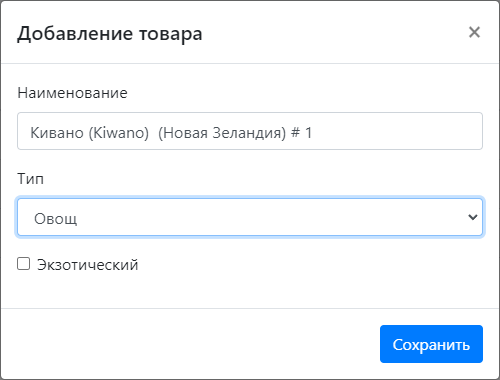 Добавление товара
×
Наименование
Кивано (Kiwano)  (Новая Зеландия) # 1
Тип
Овощ
Экзотический
Сохранить